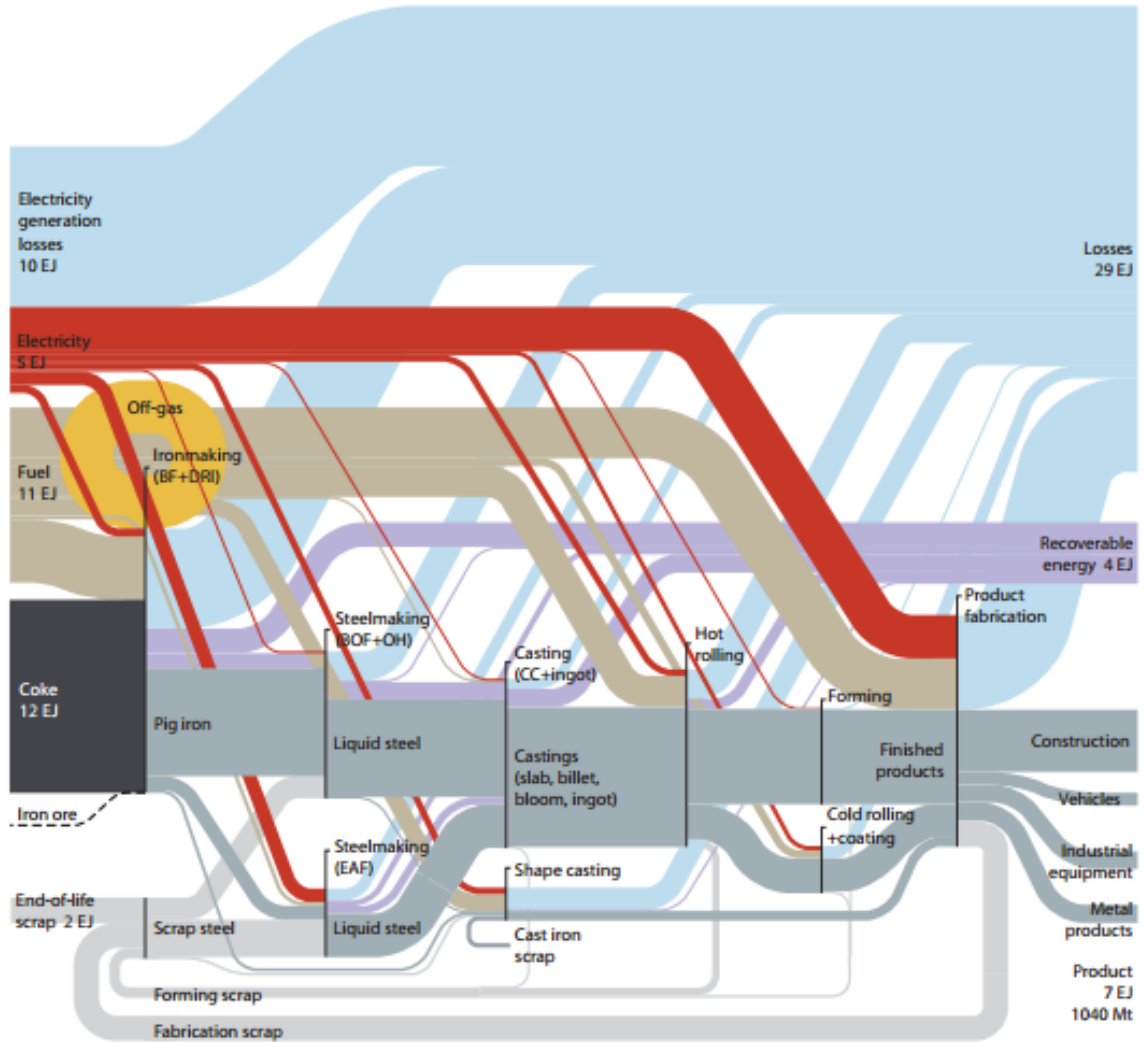 Electricity
generation
losses
10 EJ
Losses
29 EJ
Electricity
5 EJ
Off-gas
Ironmaking
(BF+DRI)
Fuel
11 EJ
Recoverable
energy 4 EJ
Product
fabrication
Steelmaking
(BOF+OH)
Hot
rolling
Casting
(CC+ingot)
Coke
12 EJ
Forming
Pig iron
Liquid steel
Castings
(slab, billet,
bloom, ingot)
Finished
products
Construction
Vehicles
Iron ore
Cold rolling
+coating
Steelmaking
(EAF)
Industrial
equipment
Shape casting
End-of-life
scrap 2 EJ
Scrap steel
Liquid steel
Metal
products
Cast iron
scrap
Product
7 EJ
1040 Mt
Forming scrap
Fabrication scrap